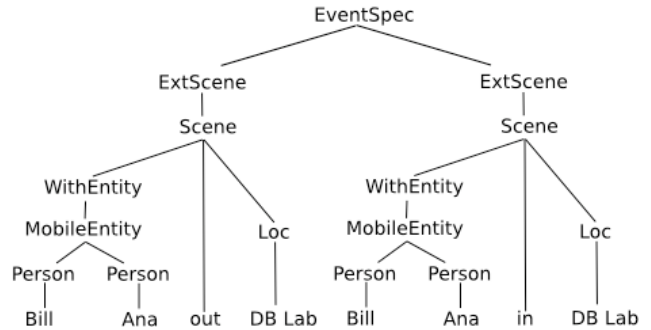 EventSpec
ExtScene ExtScene
Scene Scene
WithEntity WithEntity
MobileEntity Loc MobileEntity Loc
Person Person Person Person
Bill Ana out DB Lab Bill Ana in DB Lab